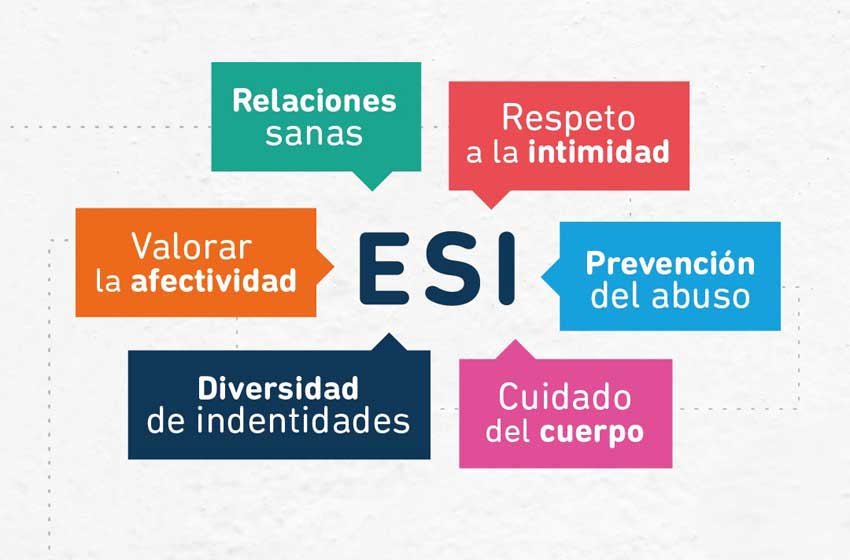 Relaciones
sanas
Respeto
a la intimidad
Valorar
la afectividad
ESI
Prevención
del abuso
Diversidad
de indentidades
Cuidado
del cuerpo